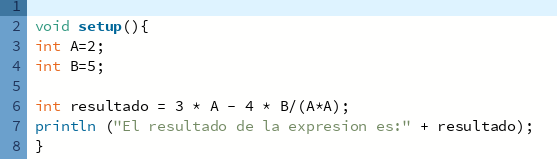 1
2 void setup(){
3 int A=2;
4 int B=5;
5
6 int resultado = 3 * A - 4 * B/(A*A);
7 println ("El resultado de la expresion es:" + resultado);
8 }